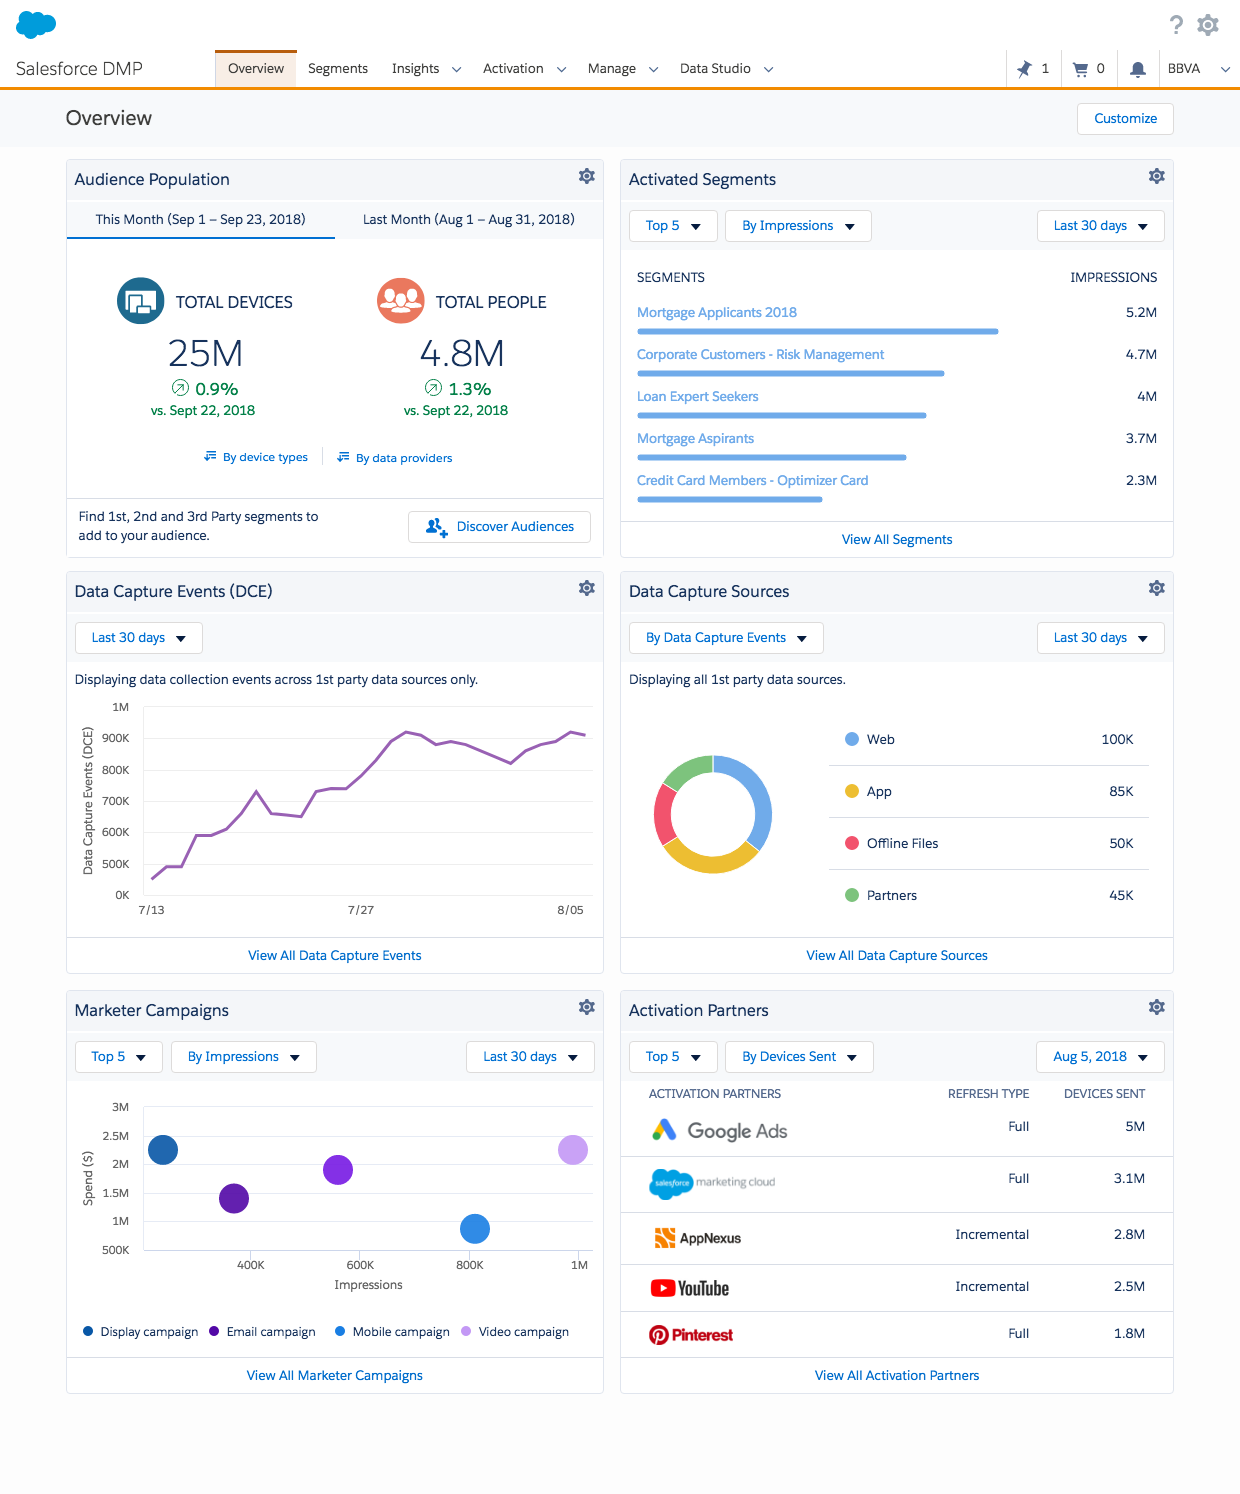 ?
Salesforce DMP
Overview Segments Insights Activation Manage Data Studio 1 0 BBVA
Overview
Customize
Audience Population
This Month (Sep 1 – Sep 23, 2018) Last Month (Aug 1 – Aug 31, 2018)
TOTAL DEVICES TOTAL PEOPLE
25M 4.8M
0.9% 1.3%
vs. Sept 22, 2018 vs. Sept 22, 2018
By device types By data providers
Find 1st, 2nd and 3rd Party segments to
add to your audience.
Discover Audiences
Activated Segments
Top 5 By Impressions Last 30 days
SEGMENTS IMPRESSIONS
Mortgage Applicants 2018 5.2M
Corporate Customers - Risk Management 4.7M
Loan Expert Seekers 4M
Mortgage Aspirants 3.7M
Credit Card Members - Optimizer Card 2.3M
View All Segments
Data Capture Events (DCE)
Last 30 days
Displaying data collection events across 1st party data sources only.
Data Capture Events (DCE)
1M
900K
800K
700K
600K
500K
0K
7/13 7/27 8/05
View All Data Capture Events
Data Capture Sources
By Data Capture Events Last 30 days
Displaying all 1st party data sources.
Web 100K
App 85K
Offline Files 50K
Partners 45K
View All Data Capture Sources
Marketer Campaigns
Top 5 By Impressions Last 30 days
Spend ($)
3M
2.5M
2M
1.5M
1M
500K
400K 600K 800K 1M
Impressions
Display campaign Email campaign Mobile campaign Video campaign
View All Marketer Campaigns
Activation Partners
Top 5 By Devices Sent Aug 5, 2018
ACTIVATION PARTNERS REFRESH TYPE DEVICES SENT
Google Ads Full 5M
salesforce marketing cloud Full 3.1M
AppNexus Incremental 2.8M
YouTube Incremental 2.5M
Pinterest Full 1.8M
View All Activation Partners